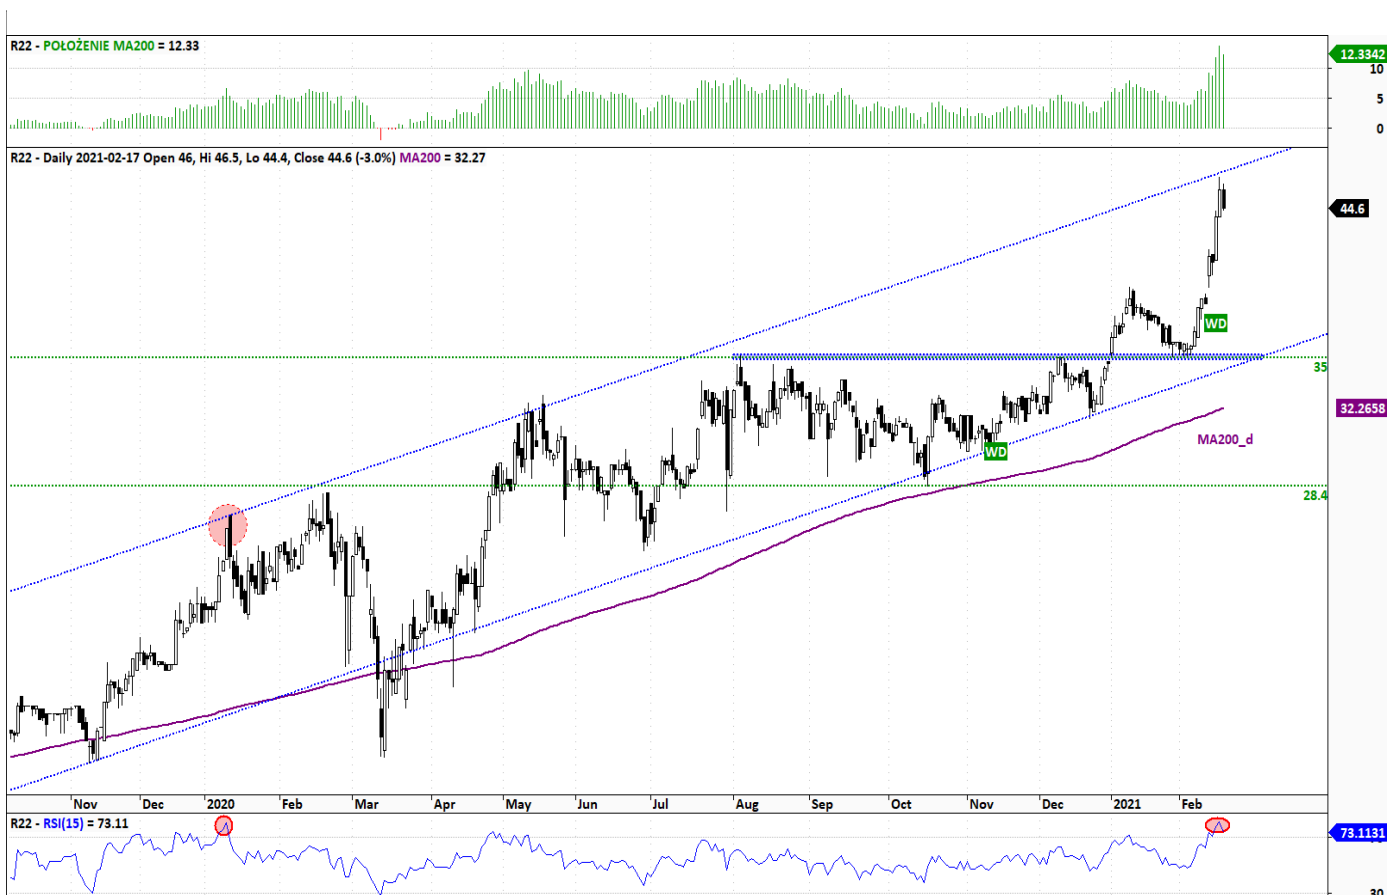 R22 - POŁOŻENIE MA200 = 12.33
12.3342
10
5
0
R22 - Daily 2021-02-17 Open 46, Hi 46.5, Lo 44.4, Close 44.6 (-3.0%) MA200 = 32.27
44.6
WD
35
32.2658
MA200_d
WD
28.4
Nov Dec 2020 Feb Mar Apr May Jun Jul Aug Sep Oct Nov Dec 2021 Feb
R22 - RSI(15) = 73.11
73.1131
30